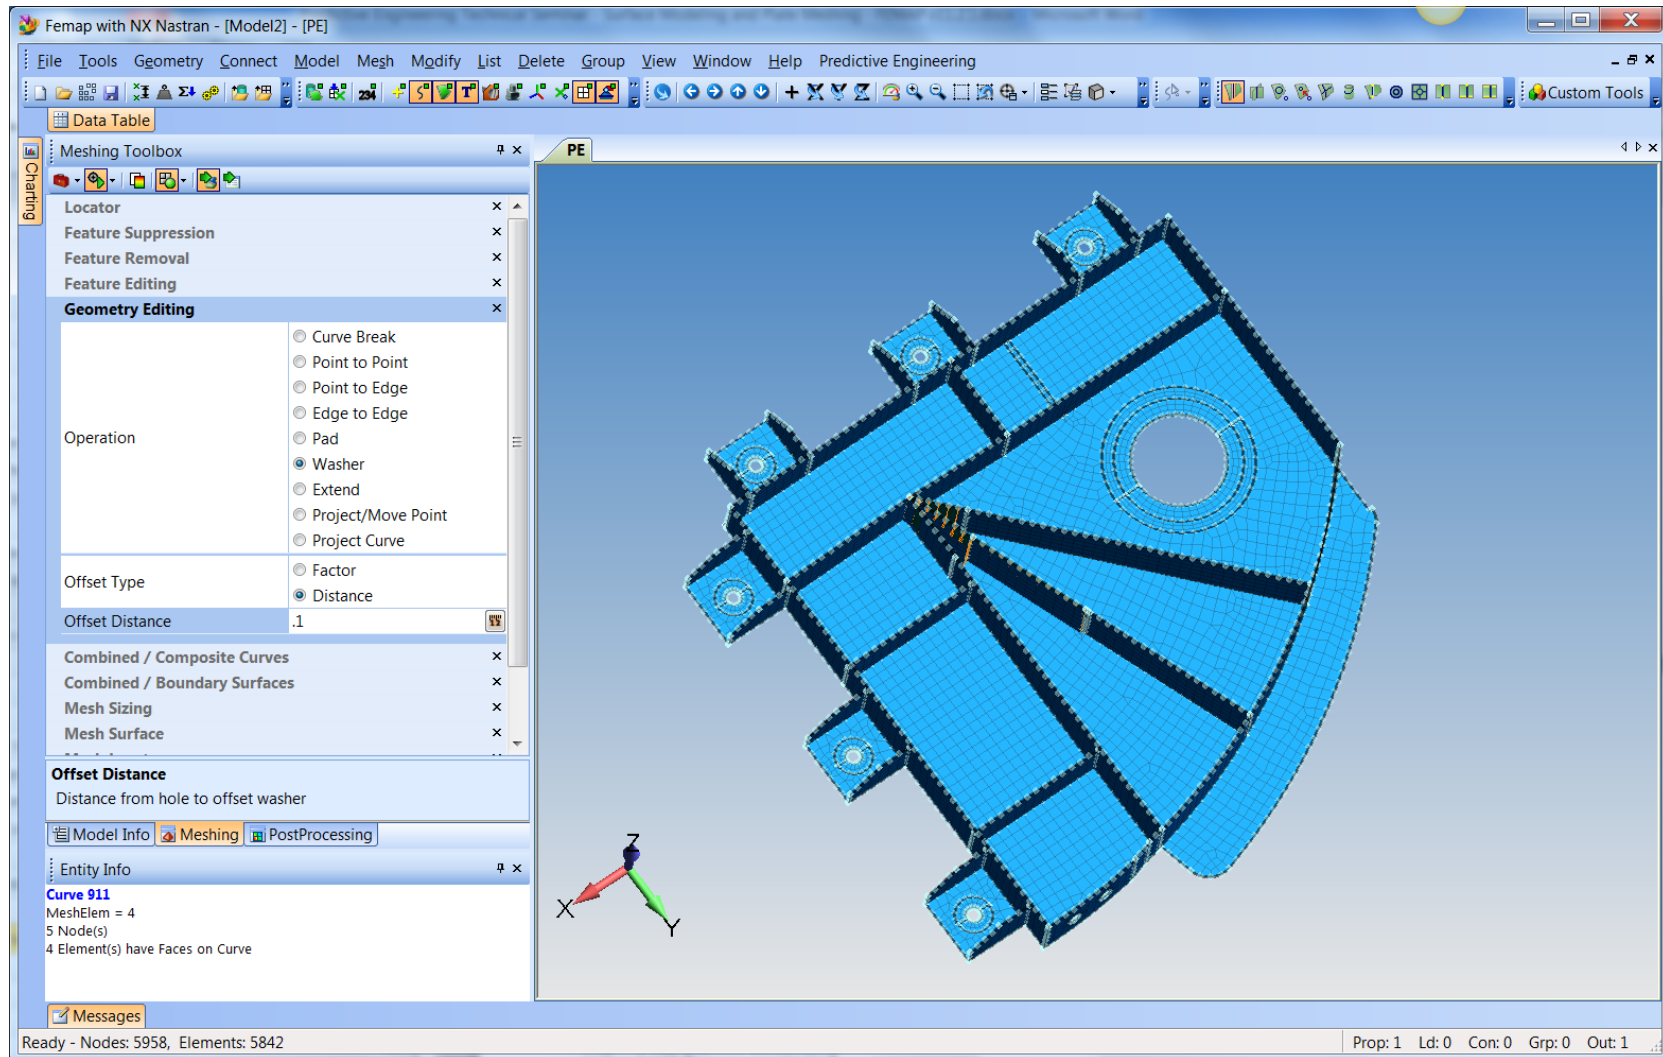 Femap with NX Nastran - [Model2] - [PE]
File Tools Geometry Connect Model Mesh Modify List Delete Group View Window Help Predictive Engineering
234 T Custom Tools
Data Table
Charting
Meshing Toolbox
PE
Locator
Feature Suppression
Feature Removal
Feature Editing
Geometry Editing
Operation
Curve Break
Point to Point
Point to Edge
Edge to Edge
Pad
Washer
Extend
Project/Move Point
Project Curve
Offset Type
Factor
Distance
Offset Distance .1
Combined / Composite Curves
Combined / Boundary Surfaces
Mesh Sizing
Mesh Surface
Offset Distance
Distance from hole to offset washer
Model Info Meshing PostProcessing
Entity Info
Curve 911
MeshElem = 4
5 Node(s)
4 Element(s) have Faces on Curve
Z
X
Y
Messages
Ready - Nodes: 5958, Elements: 5842 Prop: 1 Ld: 0 Con: 0 Grp: 0 Out: 1